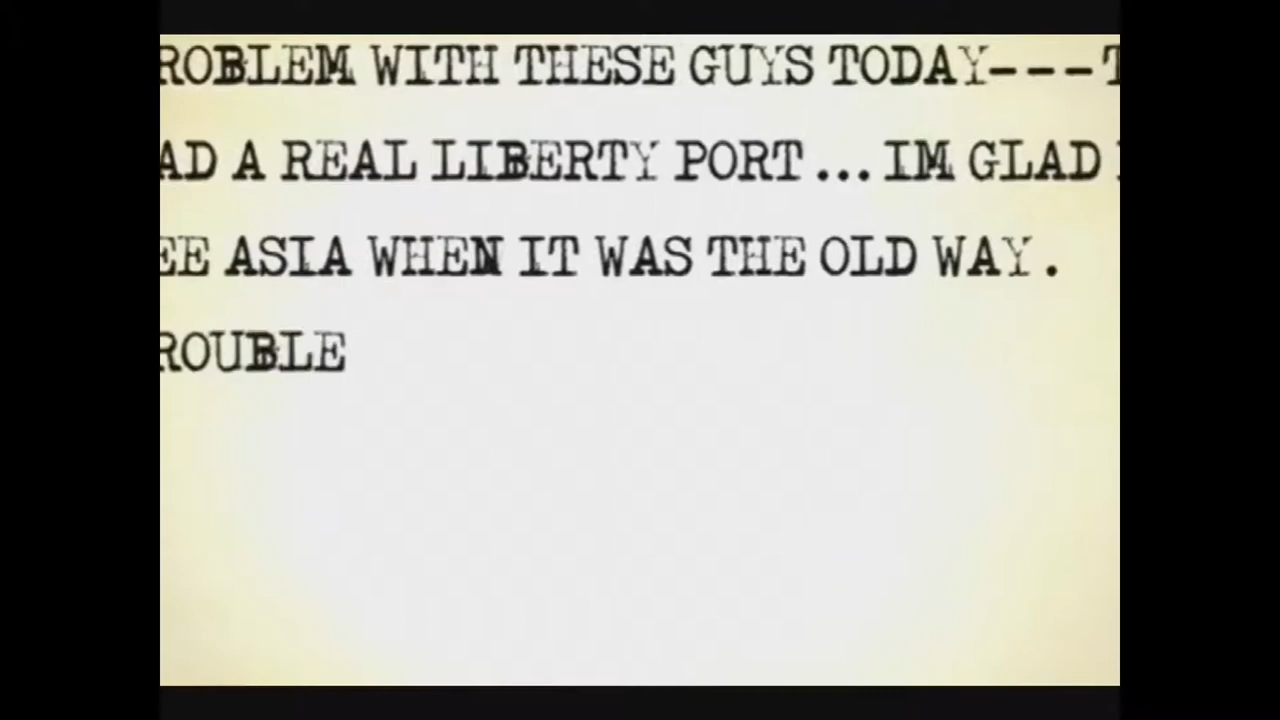 ROBLEM WITH THESE GUYS TODAY---T
AD A REAL LIBERTY PORT...IM GLAD
EE ASIA WHEN IT WAS THE OLD WAY.
ROUBLE